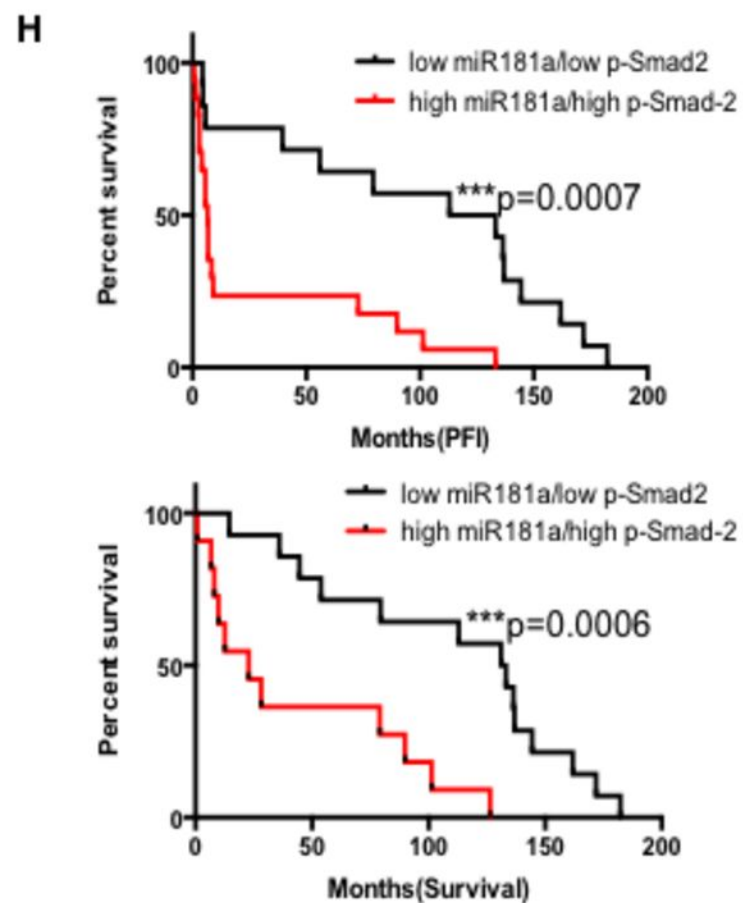 H
low miR181a/low p-Smad2
high miR181a/high p-Smad-2
Percent survival
100
50
0
***p=0.0007
0 50 100 150 200
Months(PFI)
low miR181a/low p-Smad2
high miR181a/high p-Smad-2
Percent survival
100
50
0
***p=0.0006
0 50 100 150 200
Months(Survival)